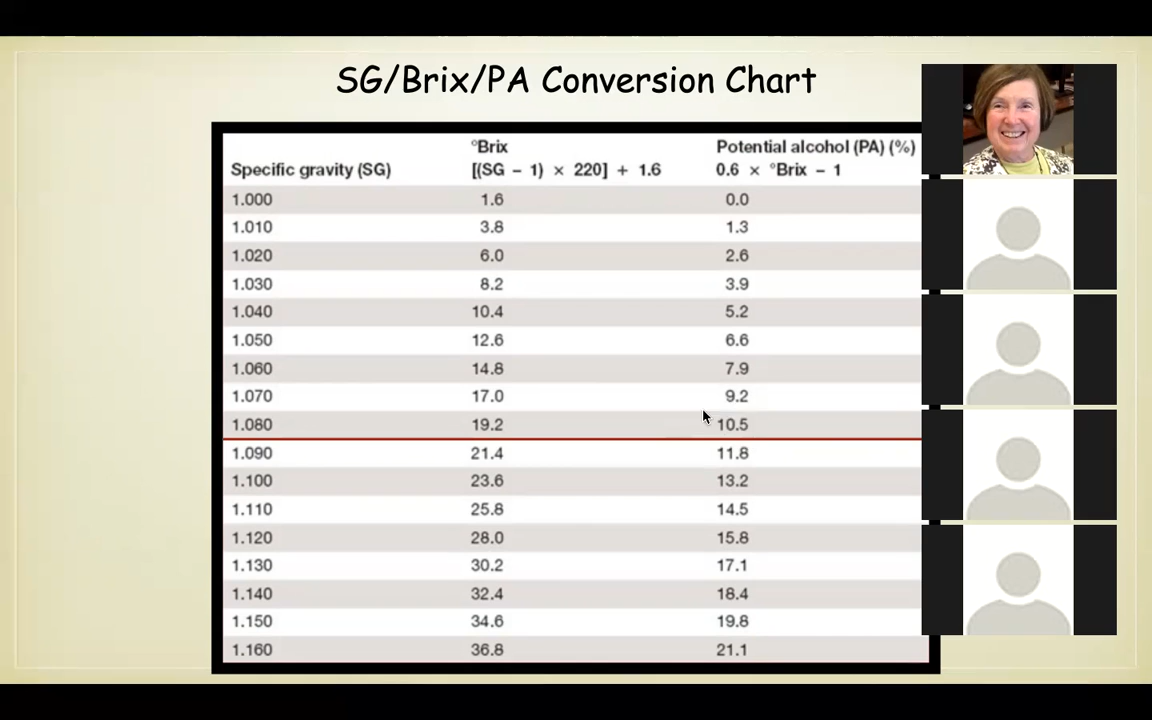 SG/Brix/PA Conversion Chart
Specific gravity (SG) °Brix [(SG − 1) × 220] + 1.6 Potential alcohol (PA) (%) 0.6 × °Brix − 1
1.000 1.6 0.0
1.010 3.8 1.3
1.020 6.0 2.6
1.030 8.2 3.9
1.040 10.4 5.2
1.050 12.6 6.6
1.060 14.8 7.9
1.070 17.0 9.2
1.080 19.2 10.5
1.090 21.4 11.8
1.100 23.6 13.2
1.110 25.8 14.5
1.120 28.0 15.8
1.130 30.2 17.1
1.140 32.4 18.4
1.150 34.6 19.8
1.160 36.8 21.1